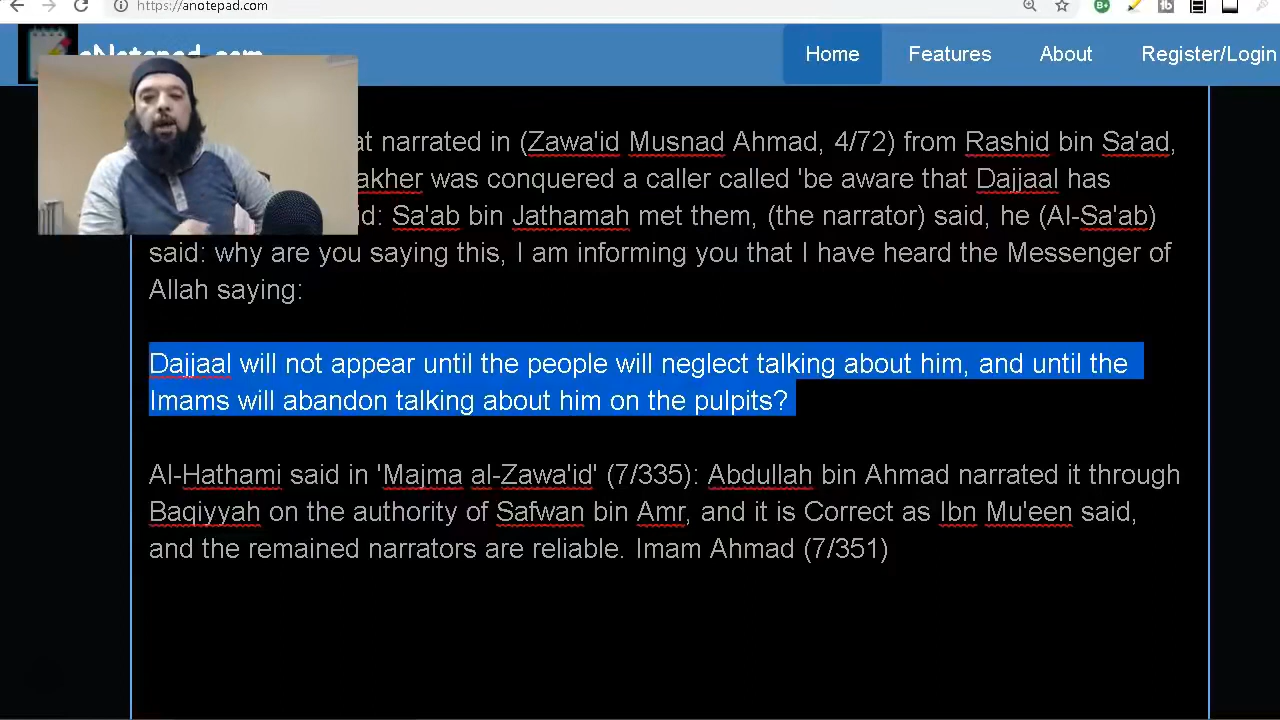 https://anotepad.com
Home Features About Register/Login
at narrated in (Zawa'id Musnad Ahmad, 4/72) from Rashid bin Sa'ad,
akher was conquered a caller called 'be aware that Dajjaal has
id: Sa'ab bin Jathamah met them, (the narrator) said, he (Al-Sa'ab)
said: why are you saying this, I am informing you that I have heard the Messenger of
Allah saying:
Dajjaal will not appear until the people will neglect talking about him, and until the
Imams will abandon talking about him on the pulpits?
Al-Hathami said in 'Majma al-Zawa'id' (7/335): Abdullah bin Ahmad narrated it through
Baqiyyah on the authority of Safwan bin Amr, and it is Correct as Ibn Mu'een said,
and the remained narrators are reliable. Imam Ahmad (7/351)